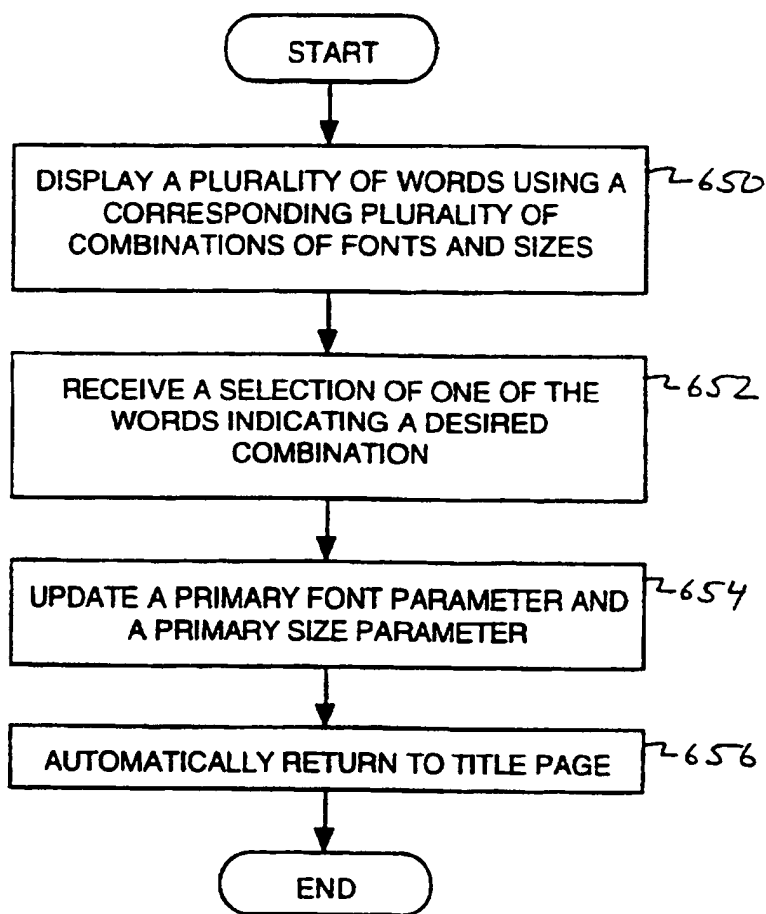 START
DISPLAY A PLURALITY OF WORDS USING A
CORRESPONDING PLURALITY OF
COMBINATIONS OF FONTS AND SIZES
650
RECEIVE A SELECTION OF ONE OF THE
WORDS INDICATING A DESIRED
COMBINATION
652
UPDATE A PRIMARY FONT PARAMETER AND
A PRIMARY SIZE PARAMETER
654
AUTOMATICALLY RETURN TO TITLE PAGE
656
END